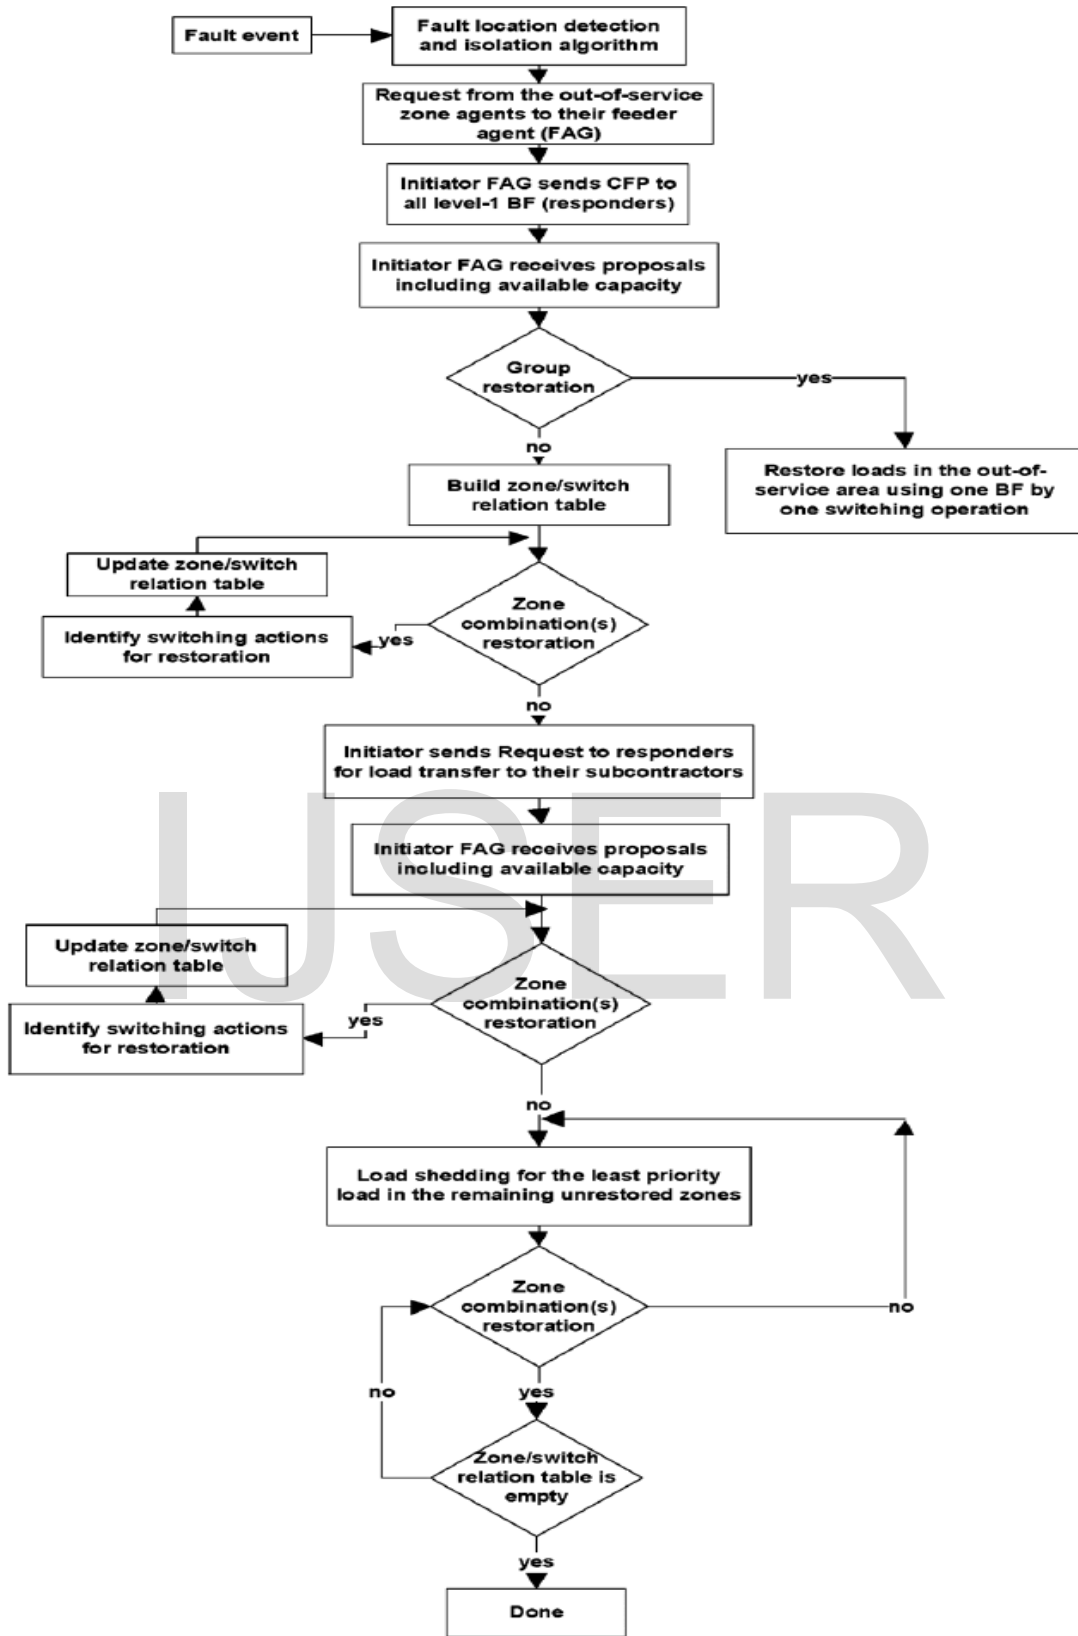 Fault event
Fault location detection
and isolation algorithm
Request from the out-of-service
zone agents to their feeder
agent (FAG)
Initiator FAG sends CFP to
all level-1 BF (responders)
Initiator FAG receives proposals
including available capacity
Group
restoration
yes
no
Restore loads in the out-of-
service area using one BF by
one switching operation
Build zone/switch
relation table
Update zone/switch
relation table
Zone
combination(s)
restoration
yes
Identify switching actions
for restoration
no
Initiator sends Request to responders
for load transfer to their subcontractors
Initiator FAG receives proposals
including available capacity
Update zone/switch
relation table
Zone
combination(s)
restoration
yes
Identify switching actions
for restoration
no
Load shedding for the least priority
load in the remaining unrestored zones
Zone
combination(s)
restoration
no
no
yes
Zone/switch
relation table is
empty
yes
Done
IJSER